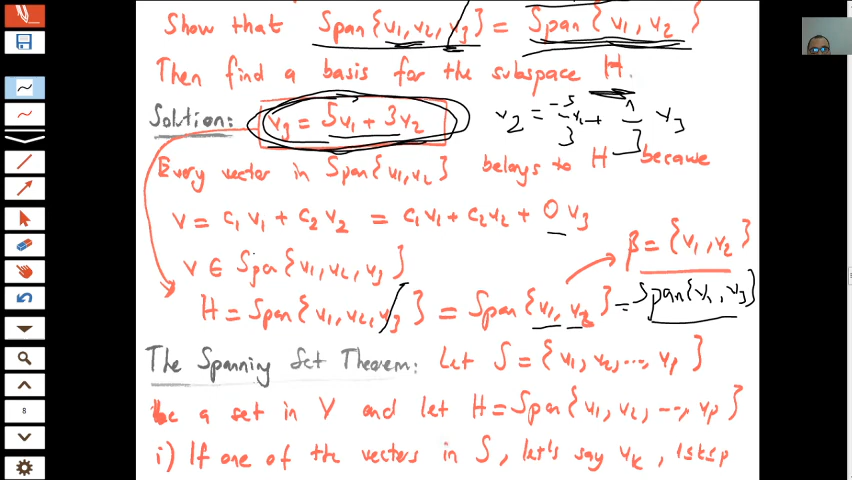 Show that Span{v1, v2, v3} = Span{v1, v2}
Then find a basis for the subspace H.
Solution: v3 = 5v1 + 3v2 v2 = -5/3 v1 + 1/3 v3
Every vector in Span{v1,v2} belogs to H because
v = c1v1 + c2v2 = c1v1 + c2v2 + 0v3
v ∈ Span{v1, v2, v3} β = {v1, v2}
H = Span{v1, v2, v3} = Span{v1, v2} = Span{v1, v3}
The Spanning Set Theorem: Let S = {v1, v2, ..., vp}
be a set in V and let H = Span{v1, v2, ..., vp}
i) If one of the vectors in S, let's say vk, 1≤k≤p
8